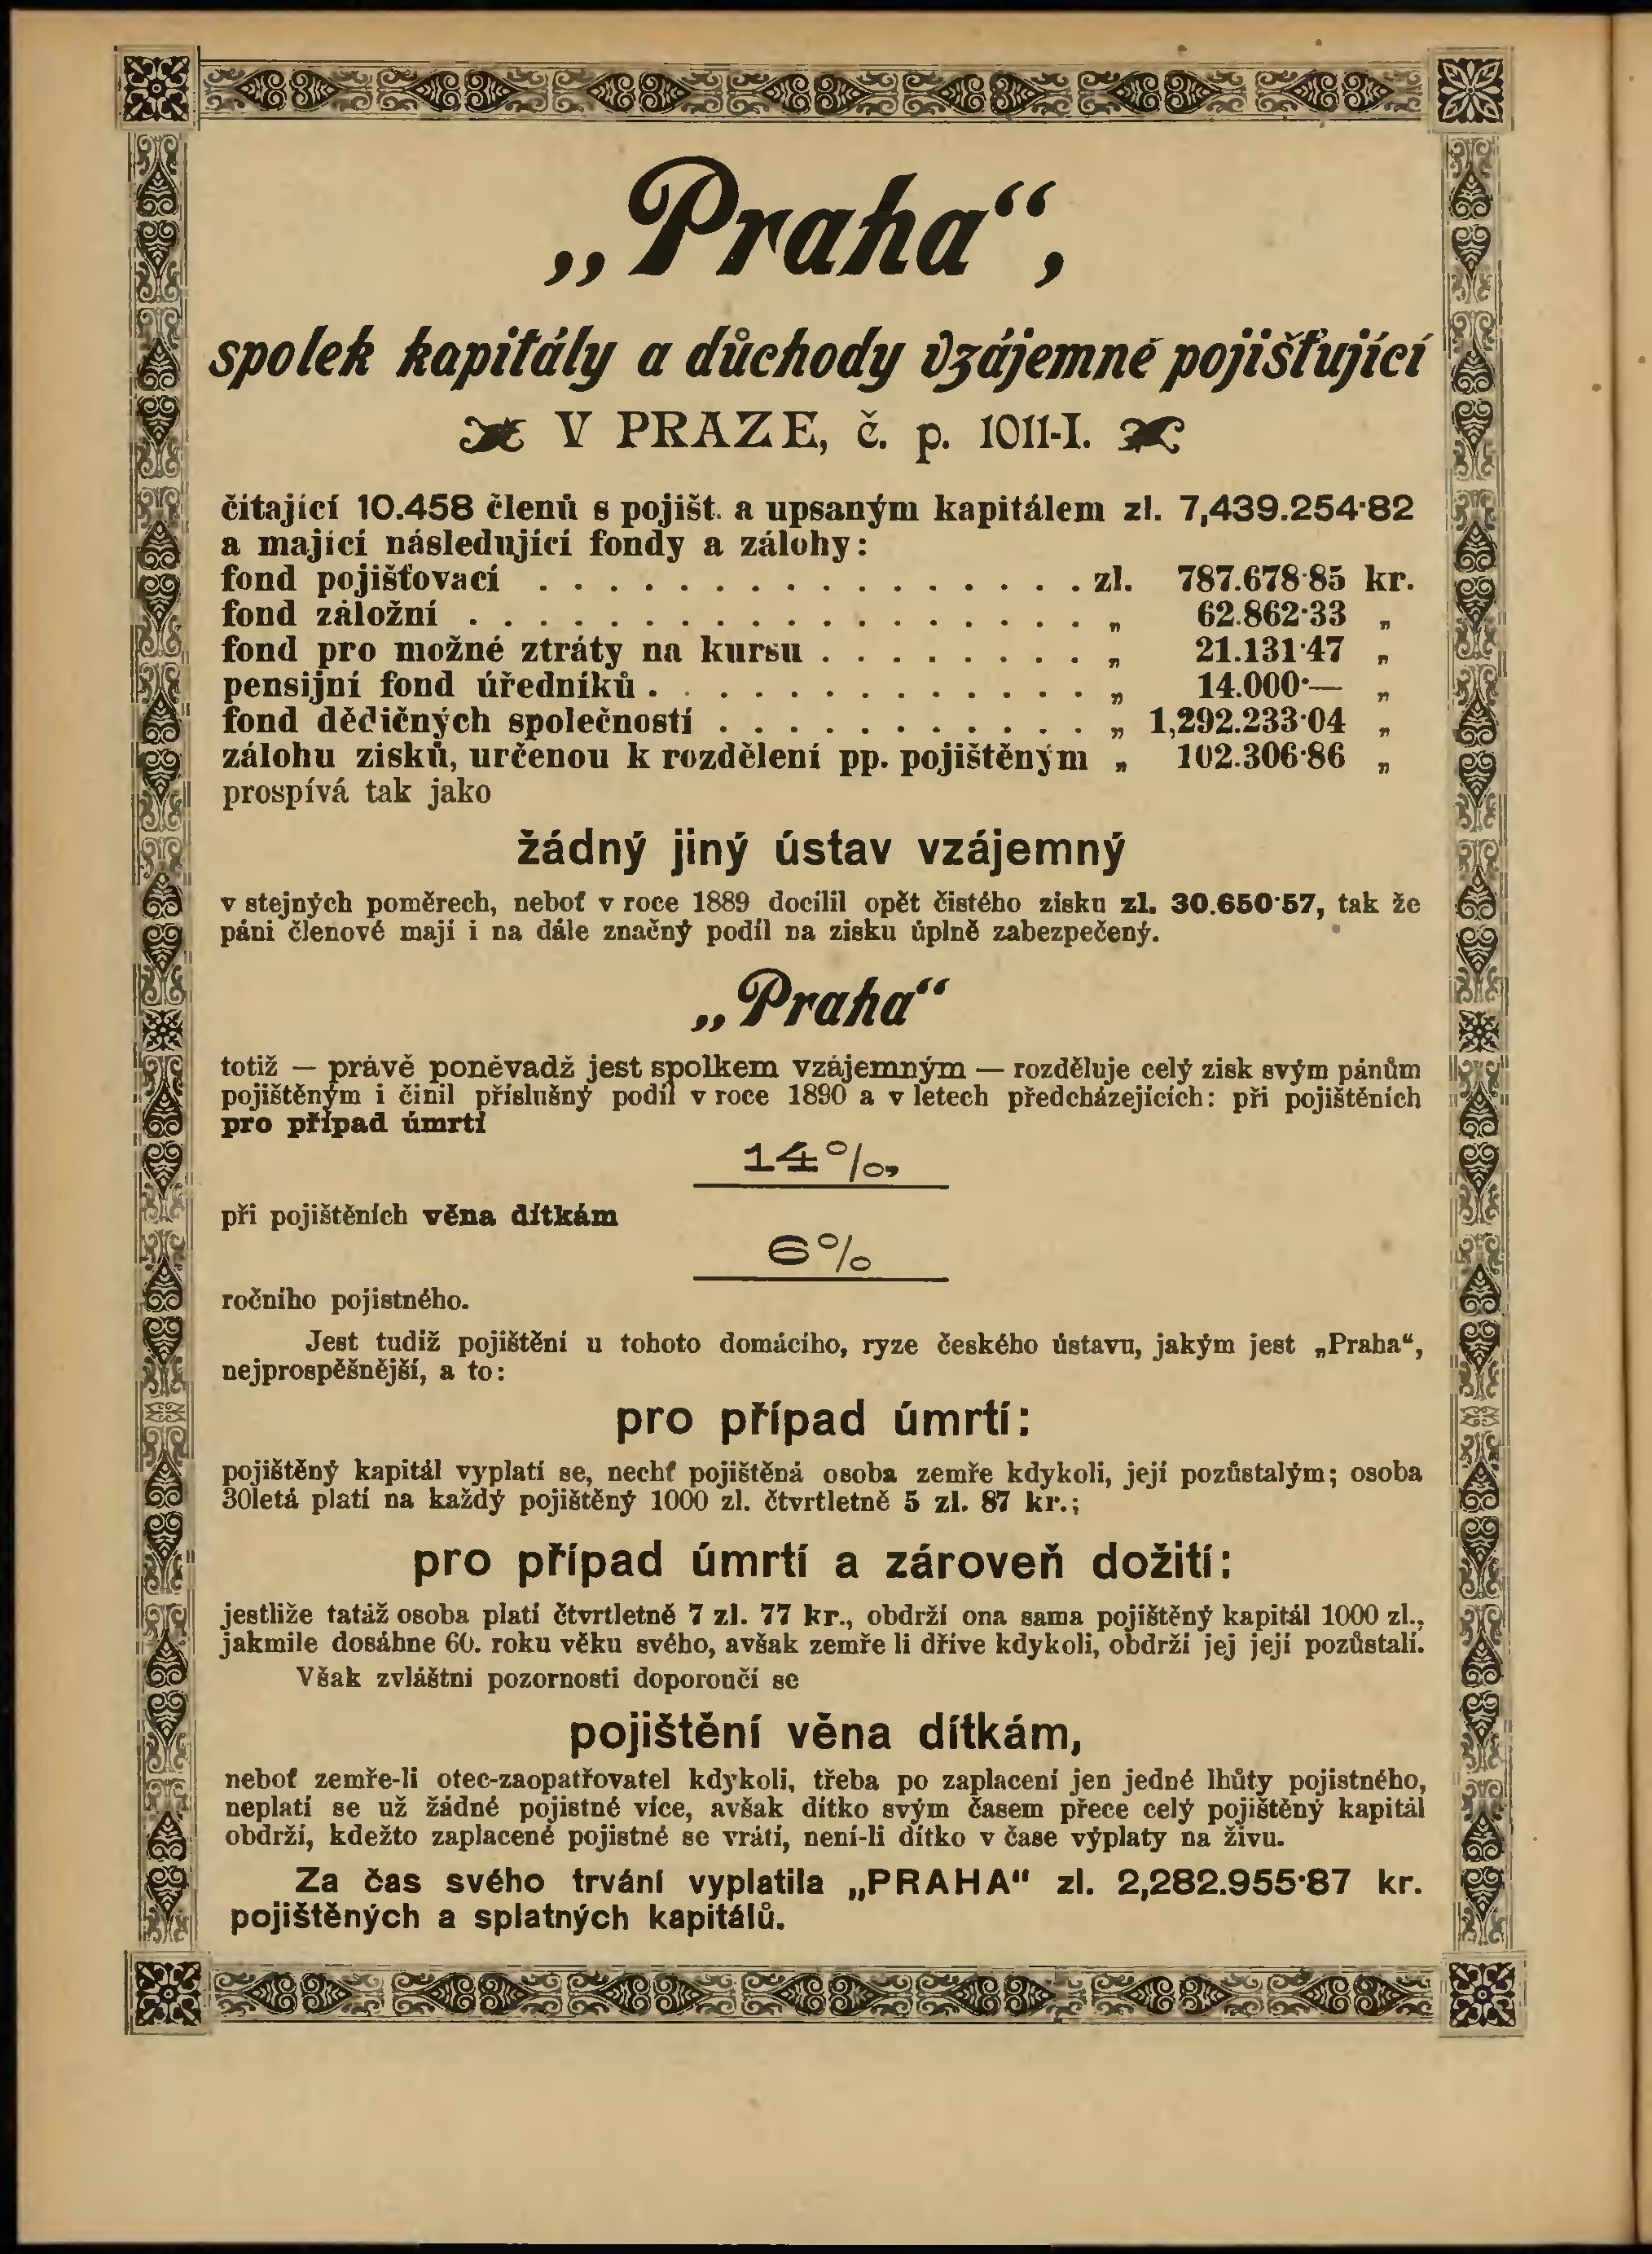 „Praha“,
spolek kapitály a důchody vzájemně pojišťující
V PRAZE, č. p. 1011-I.
čítající 10.458 členů s pojišt. a upsaným kapitálem zl. 7,439.254·82
a mající následující fondy a zálohy:
fond pojišťovací . . . . . . . . . . . . . . . . zl. 787.678·85 kr.
fond záložní . . . . . . . . . . . . . . . . . . „ 62.862·33 „
fond pro možné ztráty na kursu . . . . . . . . „ 21.131·47 „
pensijní fond úředníků . . . . . . . . . . . . . „ 14.000·— „
fond dědičných společností . . . . . . . . . . . „ 1,292.233·04 „
zálohu zisků, určenou k rozdělení pp. pojištěným „ 102.306·86 „
prospívá tak jako
žádný jiný ústav vzájemný
v stejných poměrech, neboť v roce 1889 docílil opět čistého zisku zl. 30.650·57, tak že
páni členové mají i na dále značný podíl na zisku úplně zabezpečený.
„Praha“
totiž — právě poněvadž jest spolkem vzájemným — rozděluje celý zisk svým pánům
pojištěným i činil příslušný podíl v roce 1890 a v letech předcházejících: při pojištěních
pro případ úmrtí
14%,
při pojištěních věna dítkám
6%
ročního pojistného.
Jest tudíž pojištění u tohoto domácího, ryze českého ústavu, jakým jest „Praha“,
nejprospěšnější, a to:
pro případ úmrtí:
pojištěný kapitál vyplatí se, nechť pojištěná osoba zemře kdykoli, její pozůstalým; osoba
30letá platí na každý pojištěný 1000 zl. čtvrtletně 5 zl. 87 kr.;
pro případ úmrtí a zároveň dožití:
jestliže tatáž osoba platí čtvrtletně 7 zl. 77 kr., obdrží ona sama pojištěný kapitál 1000 zl.,
jakmile dosáhne 60. roku věku svého, avšak zemře li dříve kdykoli, obdrží jej její pozůstalí.
Však zvláštní pozornosti doporoučí se
pojištění věna dítkám,
neboť zemře-li otec-zaopatřovatel kdykoli, třeba po zaplacení jen jedné lhůty pojistného,
neplatí se už žádné pojistné více, avšak dítko svým časem přece celý pojištěný kapitál
obdrží, kdežto zaplacené pojistné se vrátí, není-li dítko v čase výplaty na živu.
Za čas svého trvání vyplatila „PRAHA“ zl. 2,282.955·87 kr.
pojištěných a splatných kapitálů.